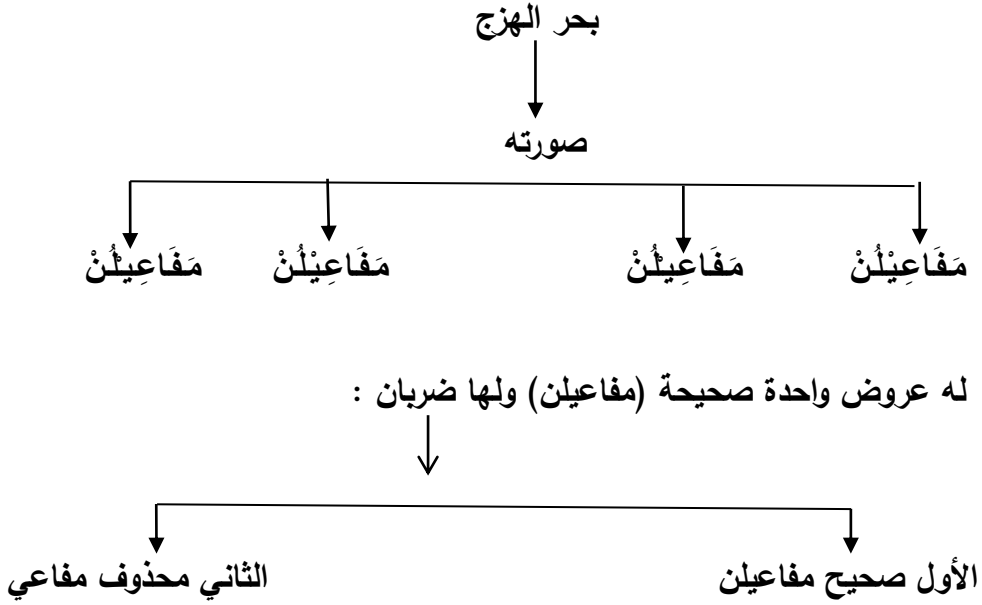 بحر الهزج
صورته
مَفَاعِيْلُنْ مَفَاعِيْلُنْ مَفَاعِيْلُنْ مَفَاعِيْلُنْ
له عروض واحدة صحيحة (مفاعيلن) ولها ضربان :
الأول صحيح مفاعيلن الثاني محذوف مفاعي